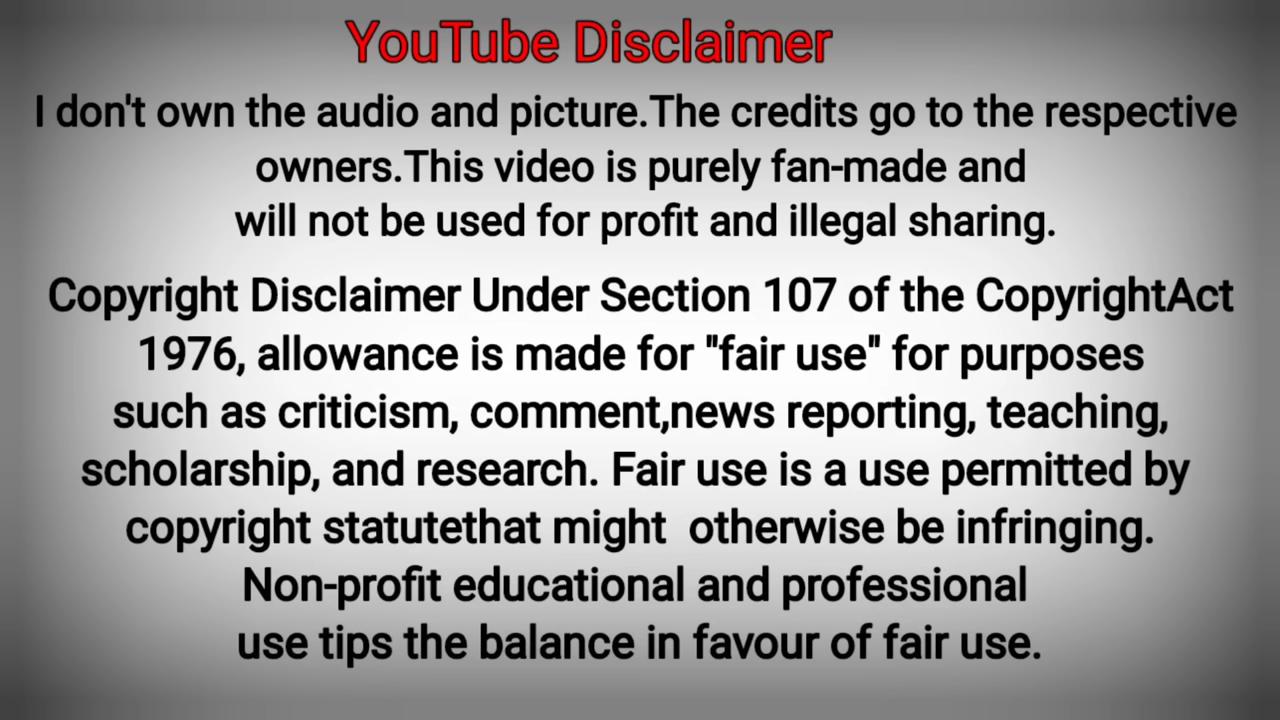 YouTube Disclaimer
I don't own the audio and picture.The credits go to the respective
owners.This video is purely fan-made and
will not be used for profit and illegal sharing.
Copyright Disclaimer Under Section 107 of the CopyrightAct
1976, allowance is made for "fair use" for purposes
such as criticism, comment,news reporting, teaching,
scholarship, and research. Fair use is a use permitted by
copyright statutethat might  otherwise be infringing.
Non-profit educational and professional
use tips the balance in favour of fair use.